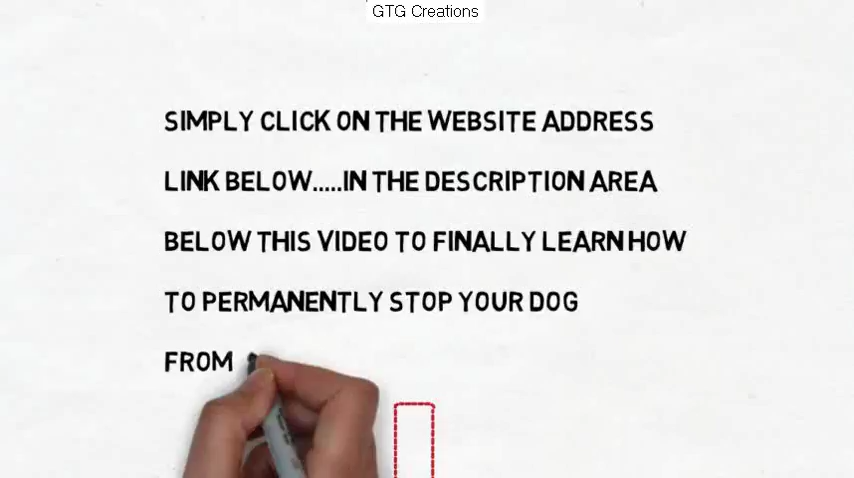 GTG Creations
SIMPLY CLICK ON THE WEBSITE ADDRESS
LINK BELOW.....IN THE DESCRIPTION AREA
BELOW THIS VIDEO TO FINALLY LEARN HOW
TO PERMANENTLY STOP YOUR DOG
FROM